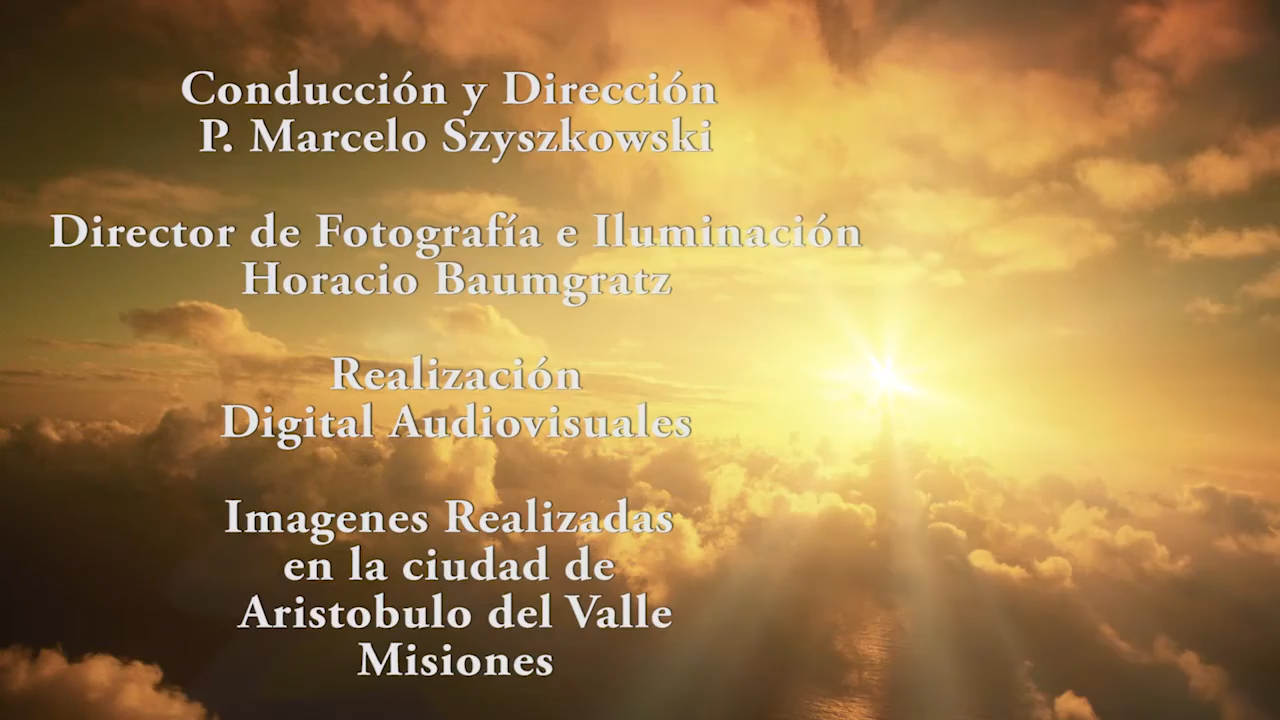 Conducción y Dirección
P. Marcelo Szyszkowski
Director de Fotografía e Iluminación
Horacio Baumgratz
Realización
Digital Audiovisuales
Imagenes Realizadas
en la ciudad de
Aristobulo del Valle
Misiones